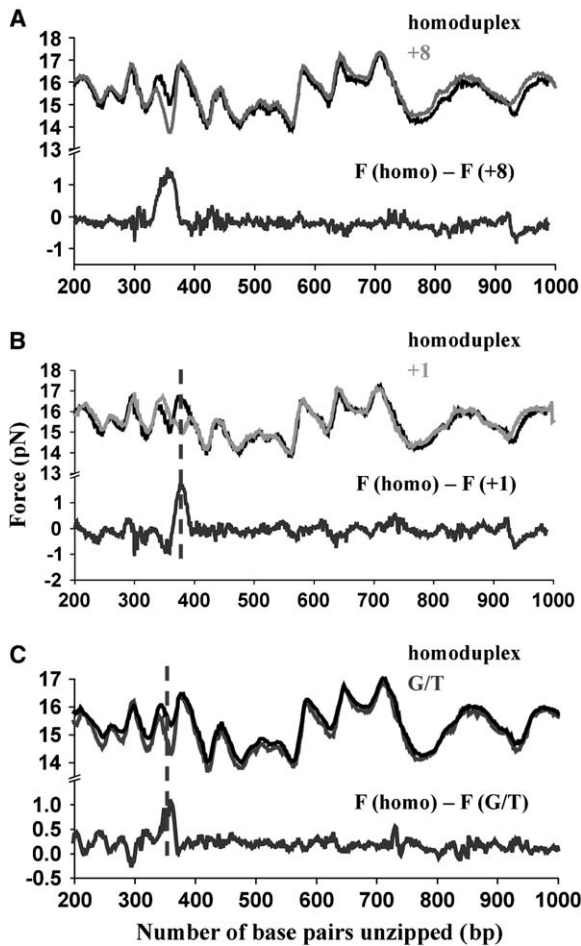 A
homoduplex
+8
18
17
16
15
14
13
F (homo) – F (+8)
1
0
-1
200 300 400 500 600 700 800 900 1000
B
homoduplex
+1
18
17
16
15
14
13
F (homo) – F (+1)
1
0
-1
-2
200 300 400 500 600 700 800 900 1000
Force (pN)
C
homoduplex
G/T
17
16
15
14
F (homo) – F (G/T)
1.0
0.5
0.0
-0.5
200 300 400 500 600 700 800 900 1000
Number of base pairs unzipped (bp)